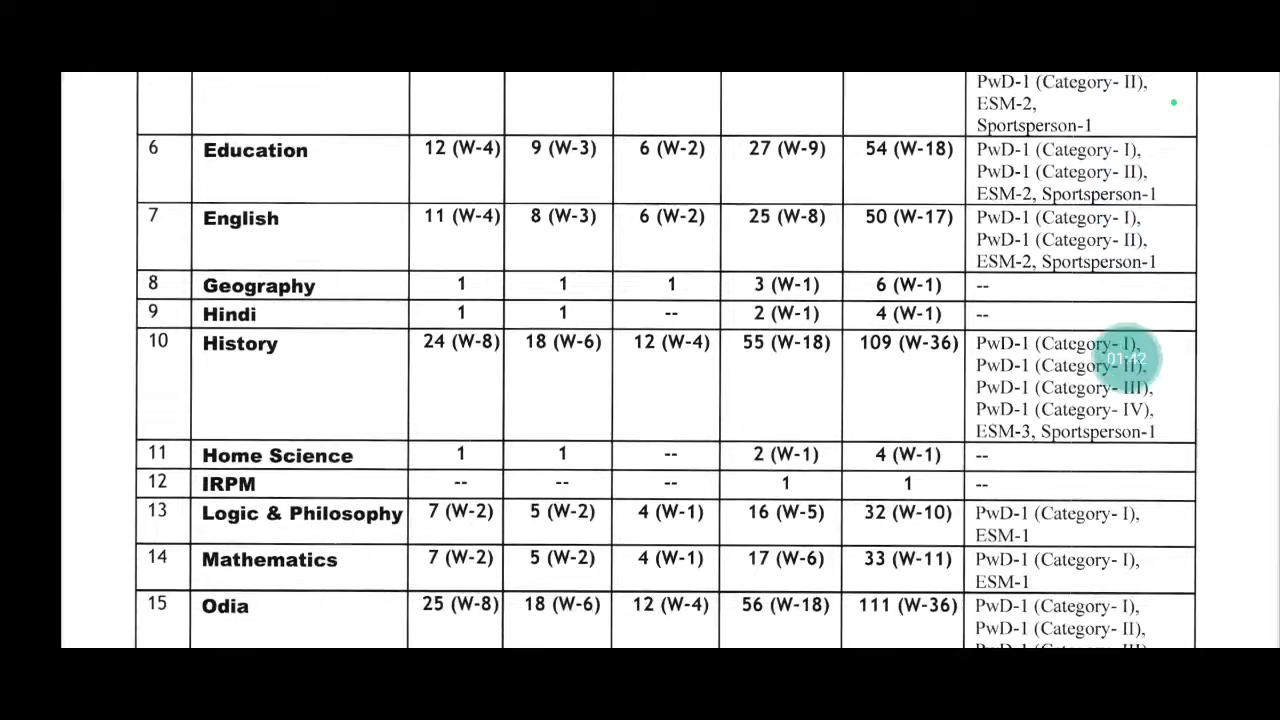 PwD-1 (Category- II),
ESM-2,
Sportsperson-1
6 Education 12 (W-4) 9 (W-3) 6 (W-2) 27 (W-9) 54 (W-18) PwD-1 (Category- I),
PwD-1 (Category- II),
ESM-2, Sportsperson-1
7 English 11 (W-4) 8 (W-3) 6 (W-2) 25 (W-8) 50 (W-17) PwD-1 (Category- I),
PwD-1 (Category- II),
ESM-2, Sportsperson-1
8 Geography 1 1 1 3 (W-1) 6 (W-1) --
9 Hindi 1 1 -- 2 (W-1) 4 (W-1) --
10 History 24 (W-8) 18 (W-6) 12 (W-4) 55 (W-18) 109 (W-36) PwD-1 (Category- I),
01:42
PwD-1 (Category- II),
PwD-1 (Category- III),
PwD-1 (Category- IV),
ESM-3, Sportsperson-1
11 Home Science 1 1 -- 2 (W-1) 4 (W-1) --
12 IRPM -- -- -- 1 1 --
13 Logic & Philosophy 7 (W-2) 5 (W-2) 4 (W-1) 16 (W-5) 32 (W-10) PwD-1 (Category- I),
ESM-1
14 Mathematics 7 (W-2) 5 (W-2) 4 (W-1) 17 (W-6) 33 (W-11) PwD-1 (Category- I),
ESM-1
15 Odia 25 (W-8) 18 (W-6) 12 (W-4) 56 (W-18) 111 (W-36) PwD-1 (Category- I),
PwD-1 (Category- II),